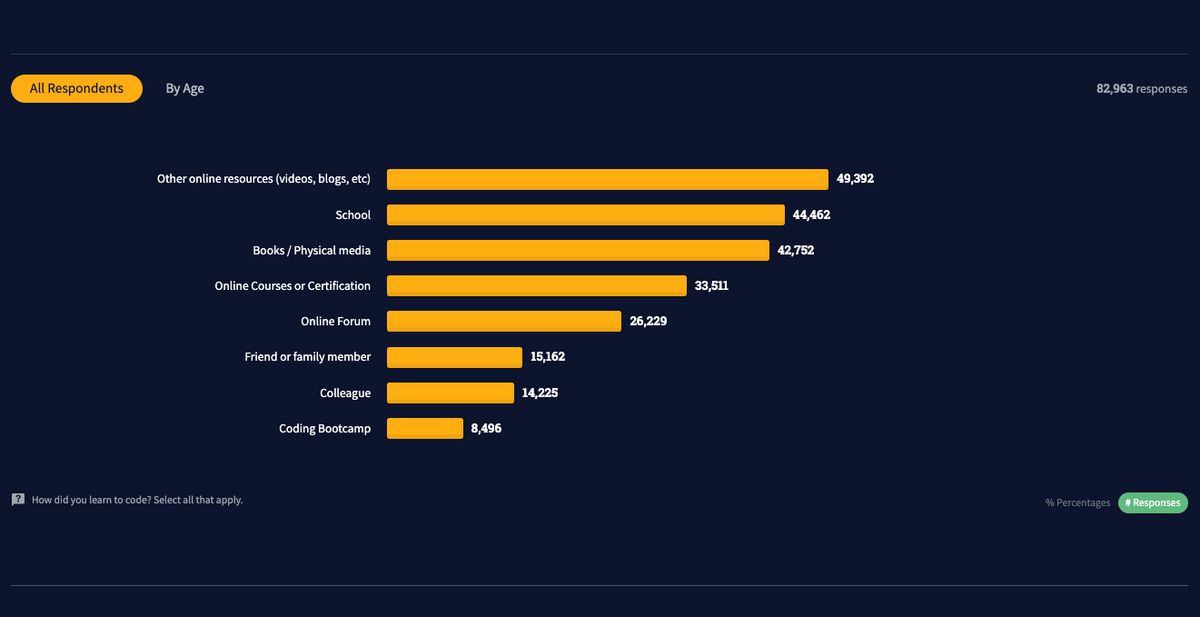 All Respondents By Age 82,963 responses
Other online resources (videos, blogs, etc) 49,392
School 44,462
Books / Physical media 42,752
Online Courses or Certification 33,511
Online Forum 26,229
Friend or family member 15,162
Colleague 14,225
Coding Bootcamp 8,496
? How did you learn to code? Select all that apply. % Percentages # Responses